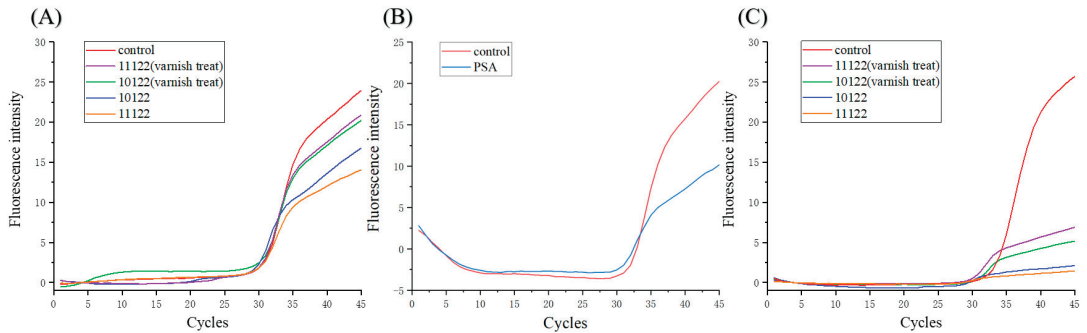 (A)
(B)
(C)
30
25
20
15
10
5
0
Fluorescence intensity
control
11122(varnish treat)
10122(varnish treat)
10122
11122
0 5 10 15 20 25 30 35 40 45
Cycles
25
20
15
10
5
0
−5
Fluorescence intensity
control
PSA
0 5 10 15 20 25 30 35 40 45
Cycles
30
25
20
15
10
5
0
Fluorescence intensity
control
11122(varnish treat)
10122(varnish treat)
10122
11122
0 5 10 15 20 25 30 35 40 45
Cycles